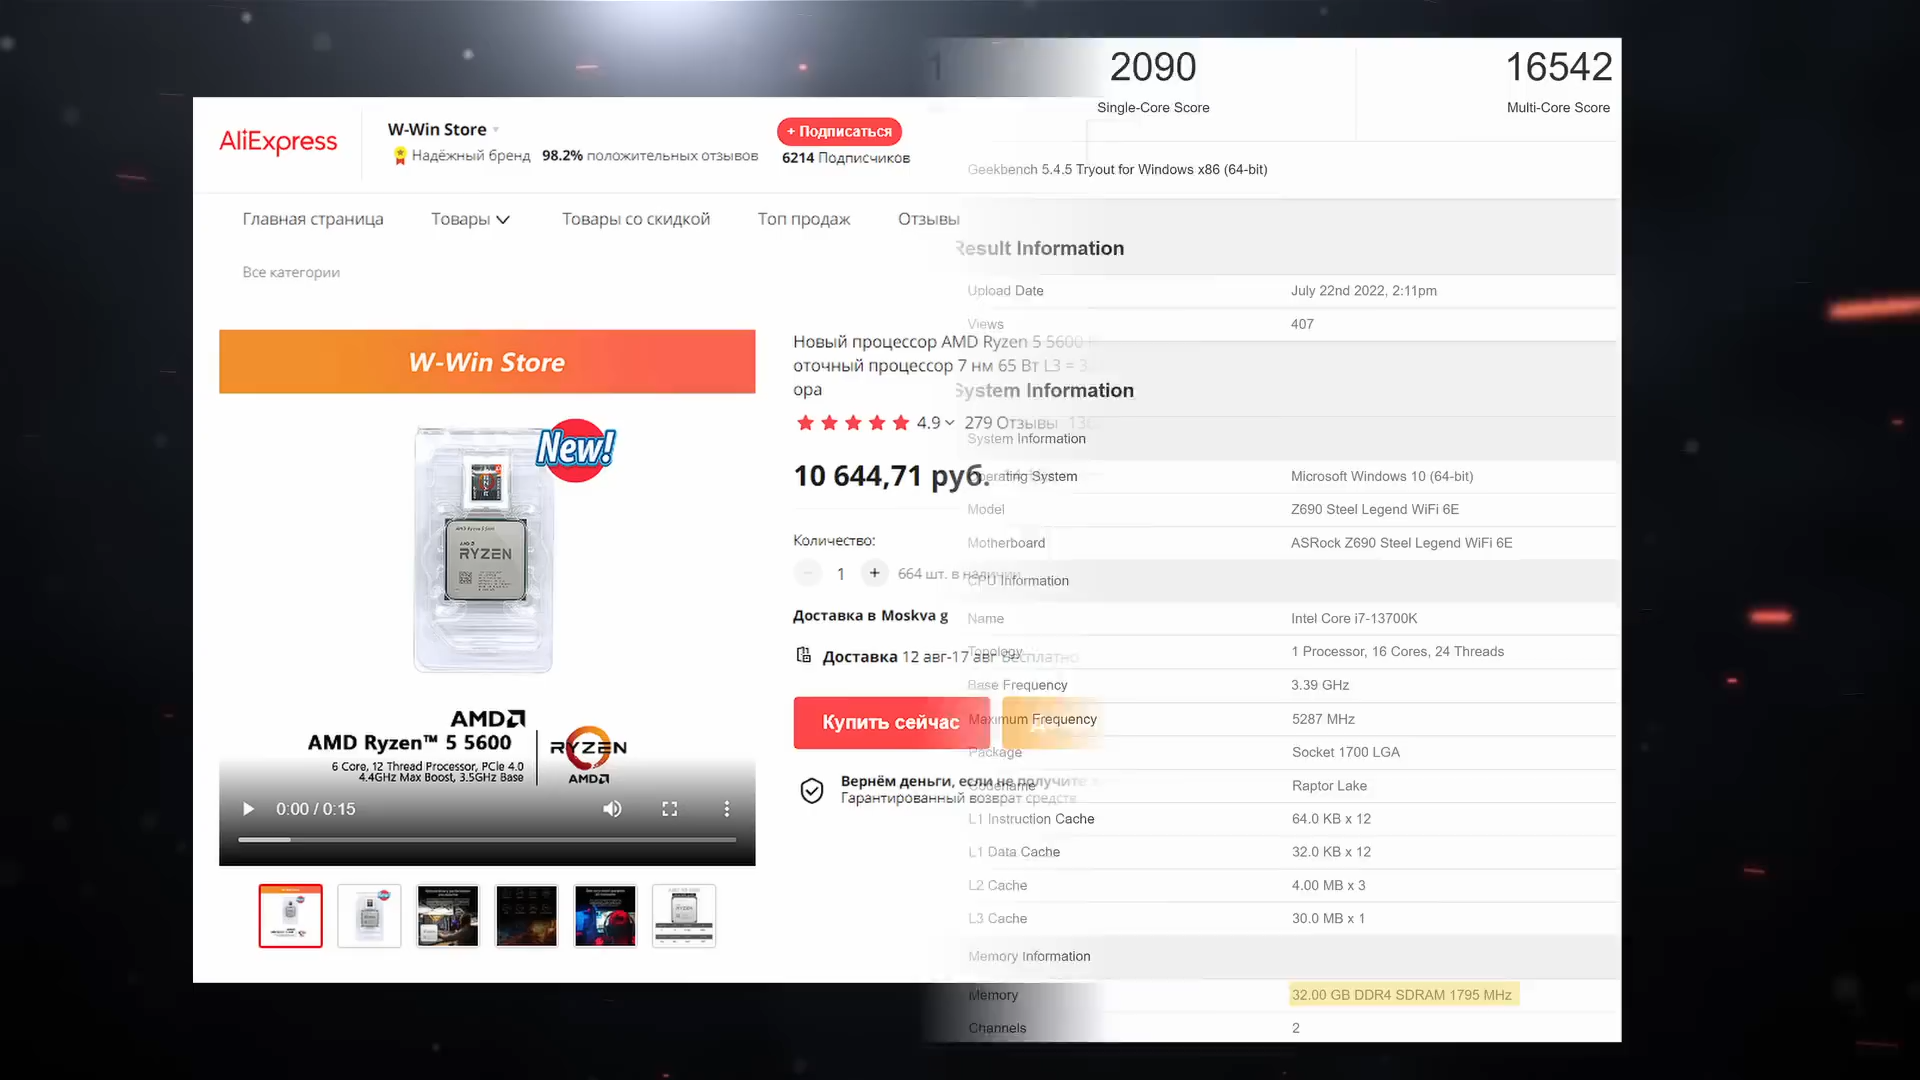 AliExpress
W-Win Store
Надёжный бренд 98.2% положительных отзывов
+ Подписаться
6214 Подписчиков
Главная страница Товары Товары со скидкой Топ продаж Отзывы
Все категории
W-Win Store
New!
AMD
RYZEN
AMD
AMD Ryzen™ 5 5600
6 Core, 12 Thread Processor, PCle 4.0
4.4GHz Max Boost, 3.5GHz Base
RYZEN
AMD
0:00 / 0:15
Новый процессор AMD Ryzen 5 5600
оточный процессор 7 нм 65 Вт L3 =
ора
4.9 279 Отзывы
10 644,71 руб.
Количество:
1 + 664 шт. в наличии
Доставка в Moskva g
Доставка 12 авг-17 авг Бесплатно
Купить сейчас
Вернём деньги, если не получите
Гарантированный возврат средств
2090
Single-Core Score
16542
Multi-Core Score
Geekbench 5.4.5 Tryout for Windows x86 (64-bit)
Result Information
Upload Date July 22nd 2022, 2:11pm
Views 407
System Information
System Information
Operating System Microsoft Windows 10 (64-bit)
Model Z690 Steel Legend WiFi 6E
Motherboard ASRock Z690 Steel Legend WiFi 6E
CPU Information
Name Intel Core i7-13700K
Topology 1 Processor, 16 Cores, 24 Threads
Base Frequency 3.39 GHz
Maximum Frequency 5287 MHz
Package Socket 1700 LGA
Codename Raptor Lake
L1 Instruction Cache 64.0 KB x 12
L1 Data Cache 32.0 KB x 12
L2 Cache 4.00 MB x 3
L3 Cache 30.0 MB x 1
Memory Information
Memory 32.00 GB DDR4 SDRAM 1795 MHz
Channels 2